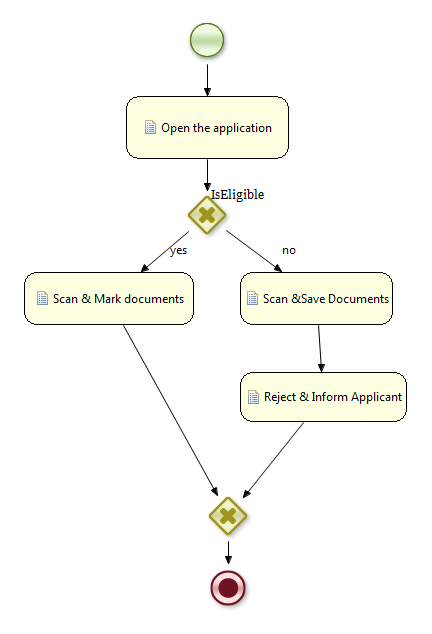 Open the application
IsEligible
yes
no
Scan & Mark documents
Scan &Save Documents
Reject & Inform Applicant